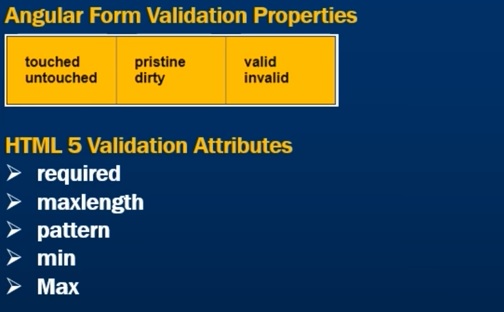 Angular Form Validation Properties
touched
untouched
pristine
dirty
valid
invalid
HTML 5 Validation Attributes
required
maxlength
pattern
min
Max